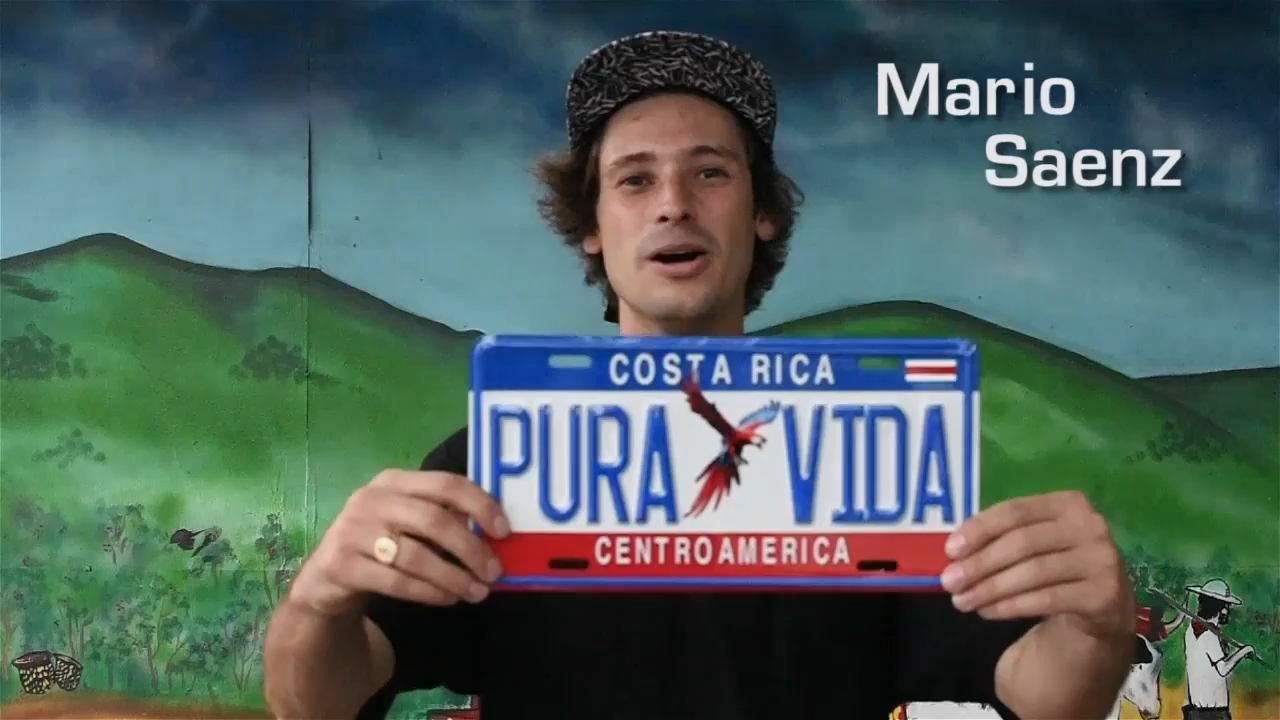 Mario
Saenz
COSTA RICA
PURA VIDA
CENTROAMERICA